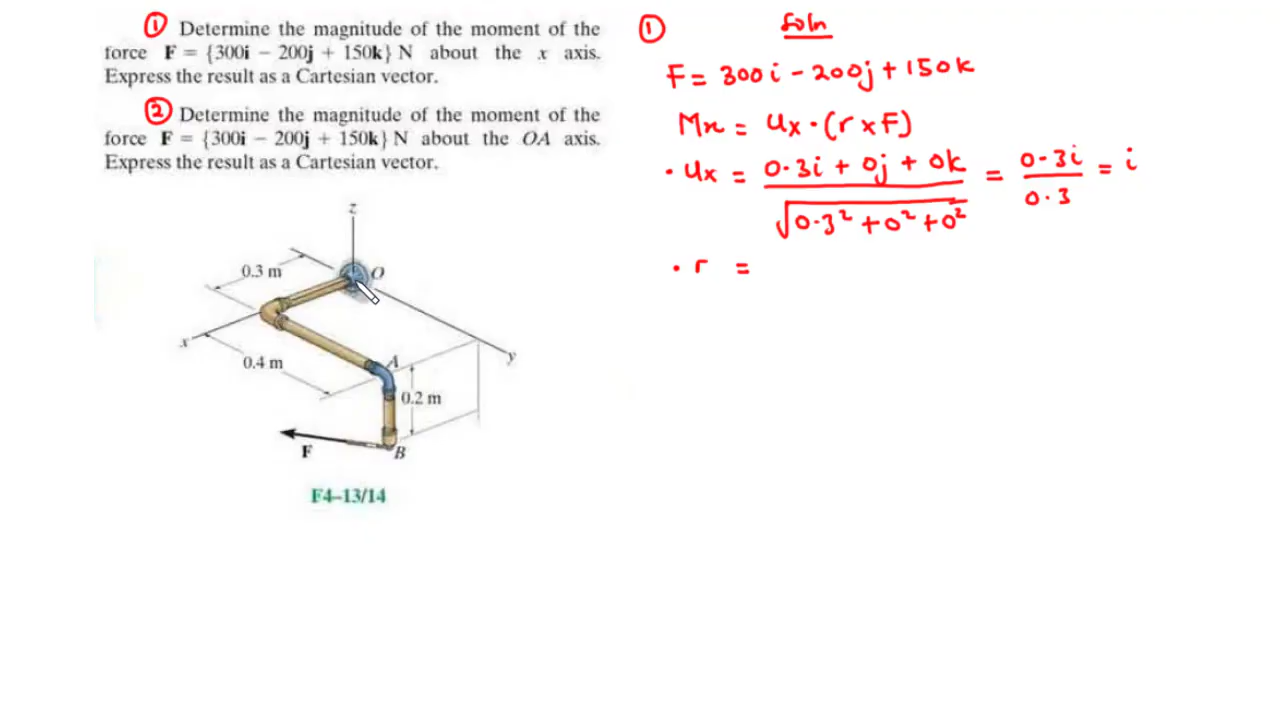 ① Determine the magnitude of the moment of the
force F = {300i − 200j + 150k} N about the x axis.
Express the result as a Cartesian vector.
② Determine the magnitude of the moment of the
force F = {300i − 200j + 150k} N about the OA axis.
Express the result as a Cartesian vector.
z
0.3 m
O
x
0.4 m
A
y
0.2 m
F
B
F4–13/14
① Soln
F = 300i - 200j + 150k
Mx = Ux · (r x F)
· Ux = 0.3i + 0j + 0k / √0.3² + 0² + 0² = 0.3i / 0.3 = i
· r =